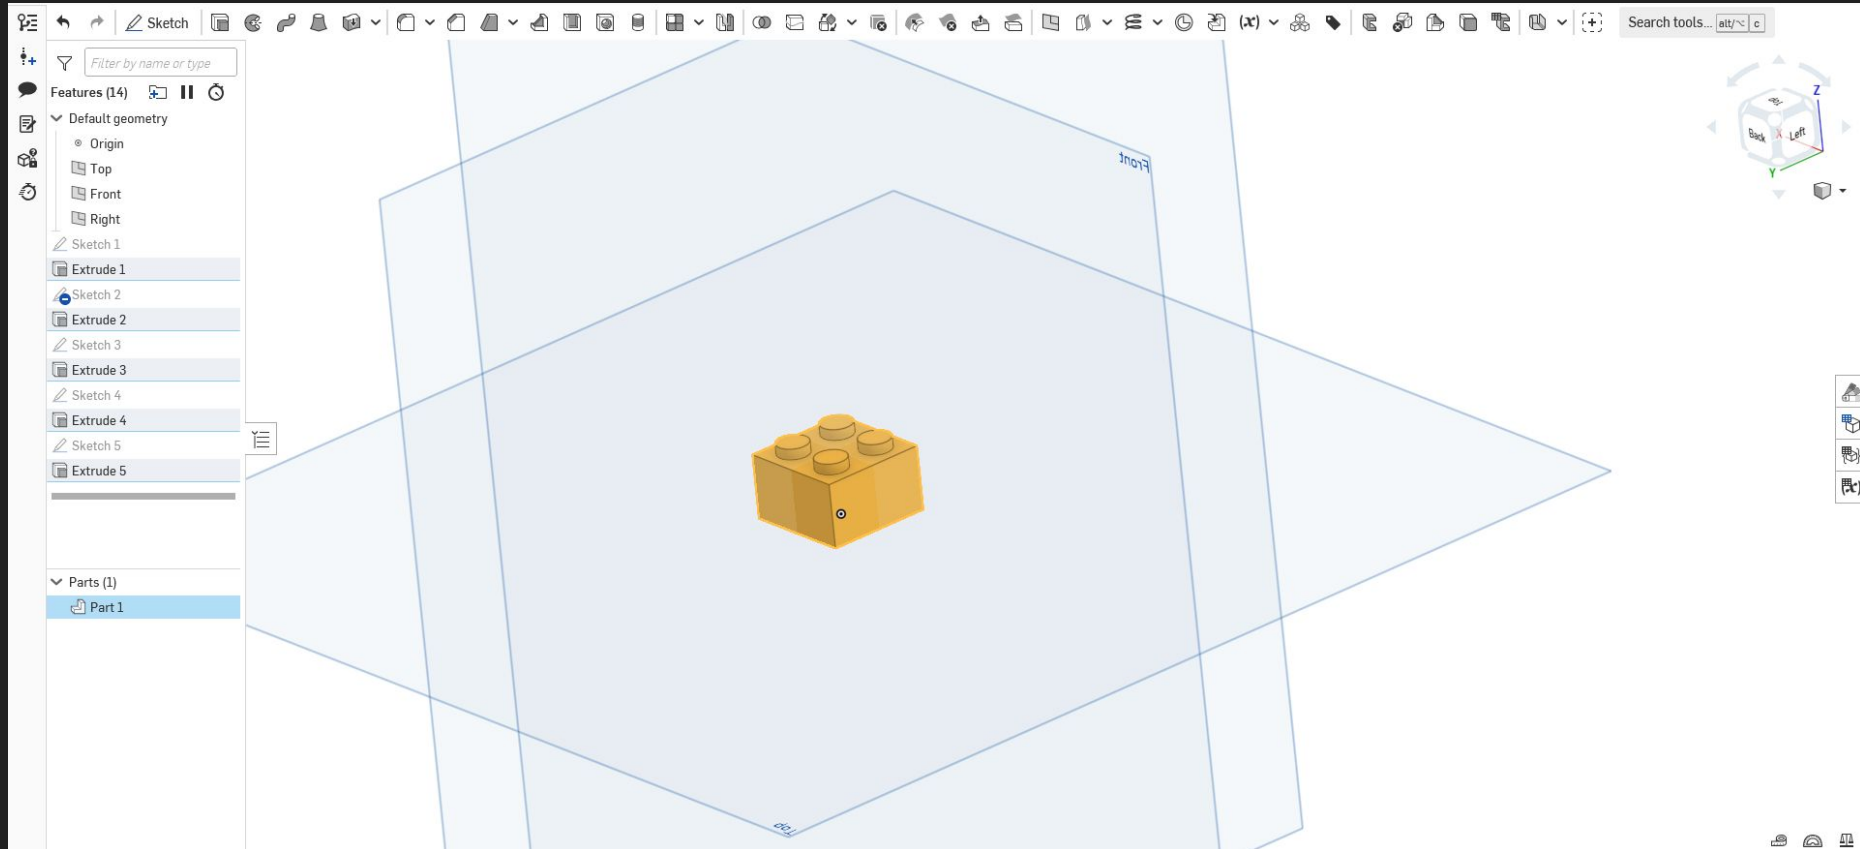 Sketch
(x)
Search tools... alt/⌥ c
Filter by name or type
Features (14)
Default geometry
Origin
Top
Front
Right
Sketch 1
Extrude 1
Sketch 2
Extrude 2
Sketch 3
Extrude 3
Sketch 4
Extrude 4
Sketch 5
Extrude 5
Parts (1)
Part 1
Front
Top
Z
Top
Back
X
Left
Y
(x)